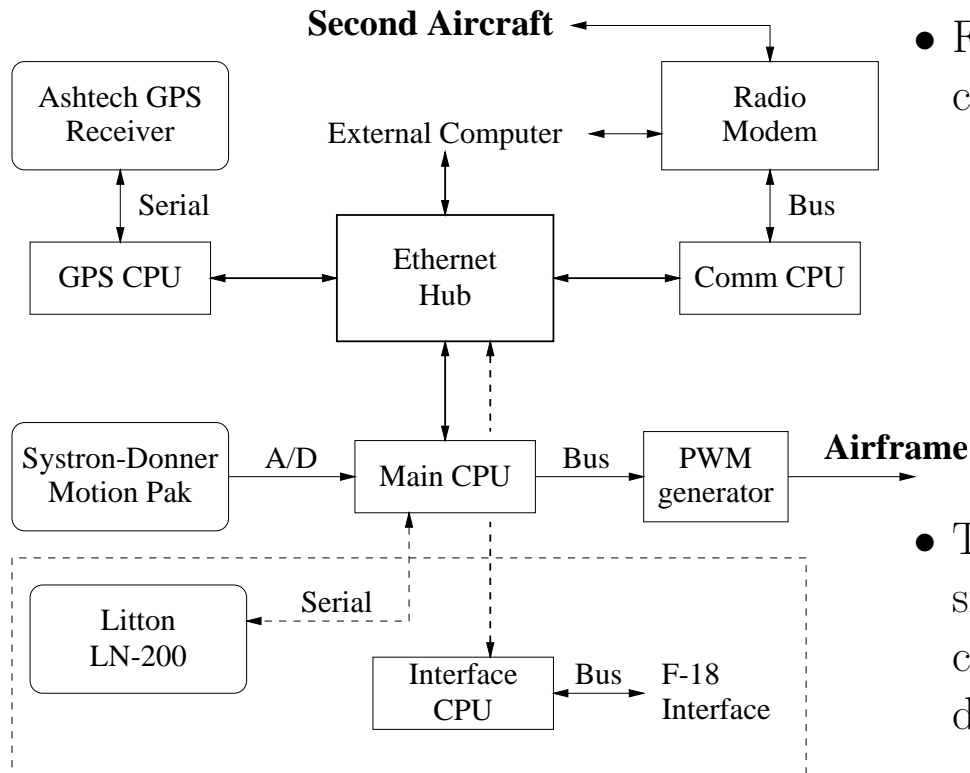 Second Aircraft
Ashtech GPS
Receiver
Radio
Modem
External Computer
Serial
Bus
GPS CPU
Ethernet
Hub
Comm CPU
Systron-Donner
Motion Pak
A/D
Main CPU
Bus
PWM
generator
Airframe
Litton
LN-200
Serial
Interface
CPU
Bus
F-18
Interface
•
c
• T
s
c
d